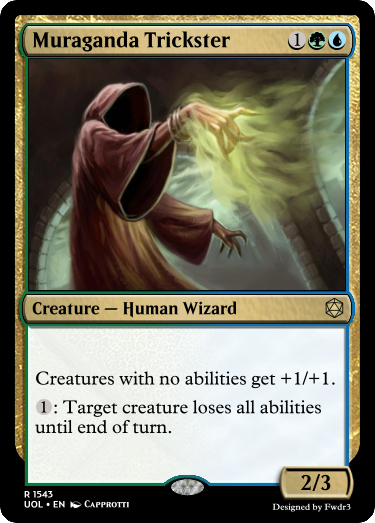 Muraganda Trickster 1
Creature — Human Wizard
Creatures with no abilities get +1/+1.
1: Target creature loses all abilities
until end of turn.
2/3
R 1543
UOL • EN CAPPROTTI
Designed by Fwdr3